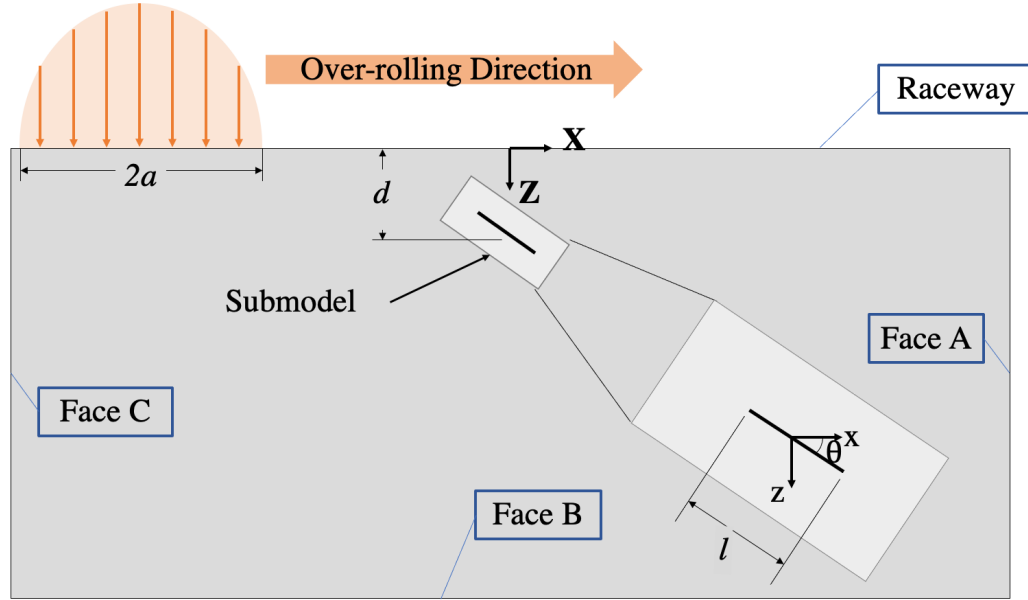 Over-rolling Direction
Raceway
2a
d
X
Z
Submodel
Face A
Face C
x
θ
z
Face B
l